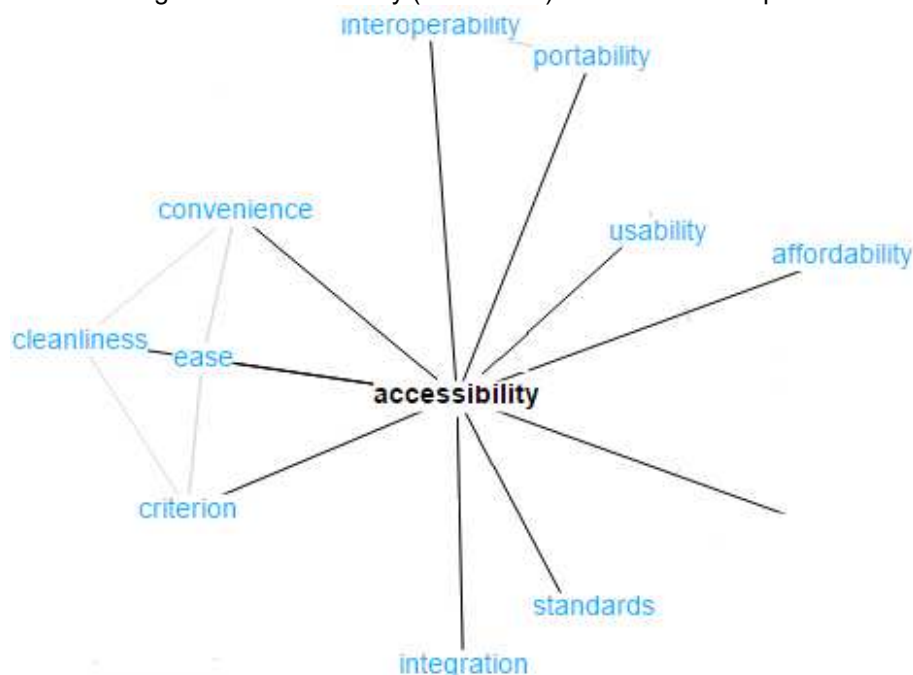 interoperability
portability
convenience
usability
affordability
cleanliness
ease
accessibility
criterion
standards
integration